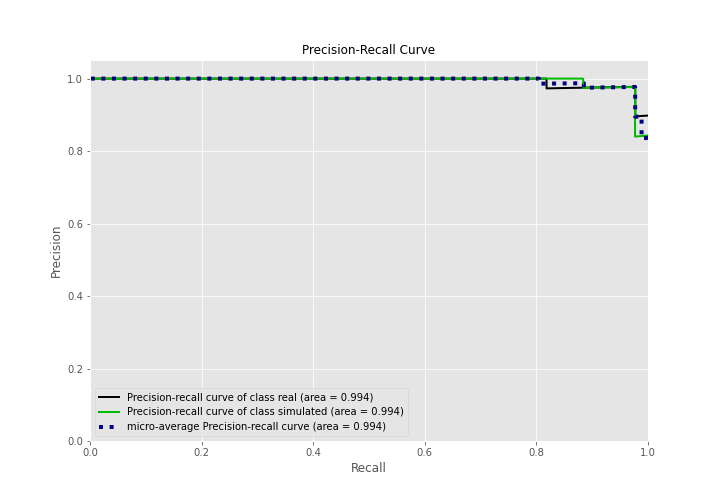 Precision-Recall Curve
1.0
0.8
0.6
0.4
0.2
0.0
Precision
Precision-recall curve of class real (area = 0.994)
Precision-recall curve of class simulated (area = 0.994)
micro-average Precision-recall curve (area = 0.994)
0.0 0.2 0.4 0.6 0.8 1.0
Recall